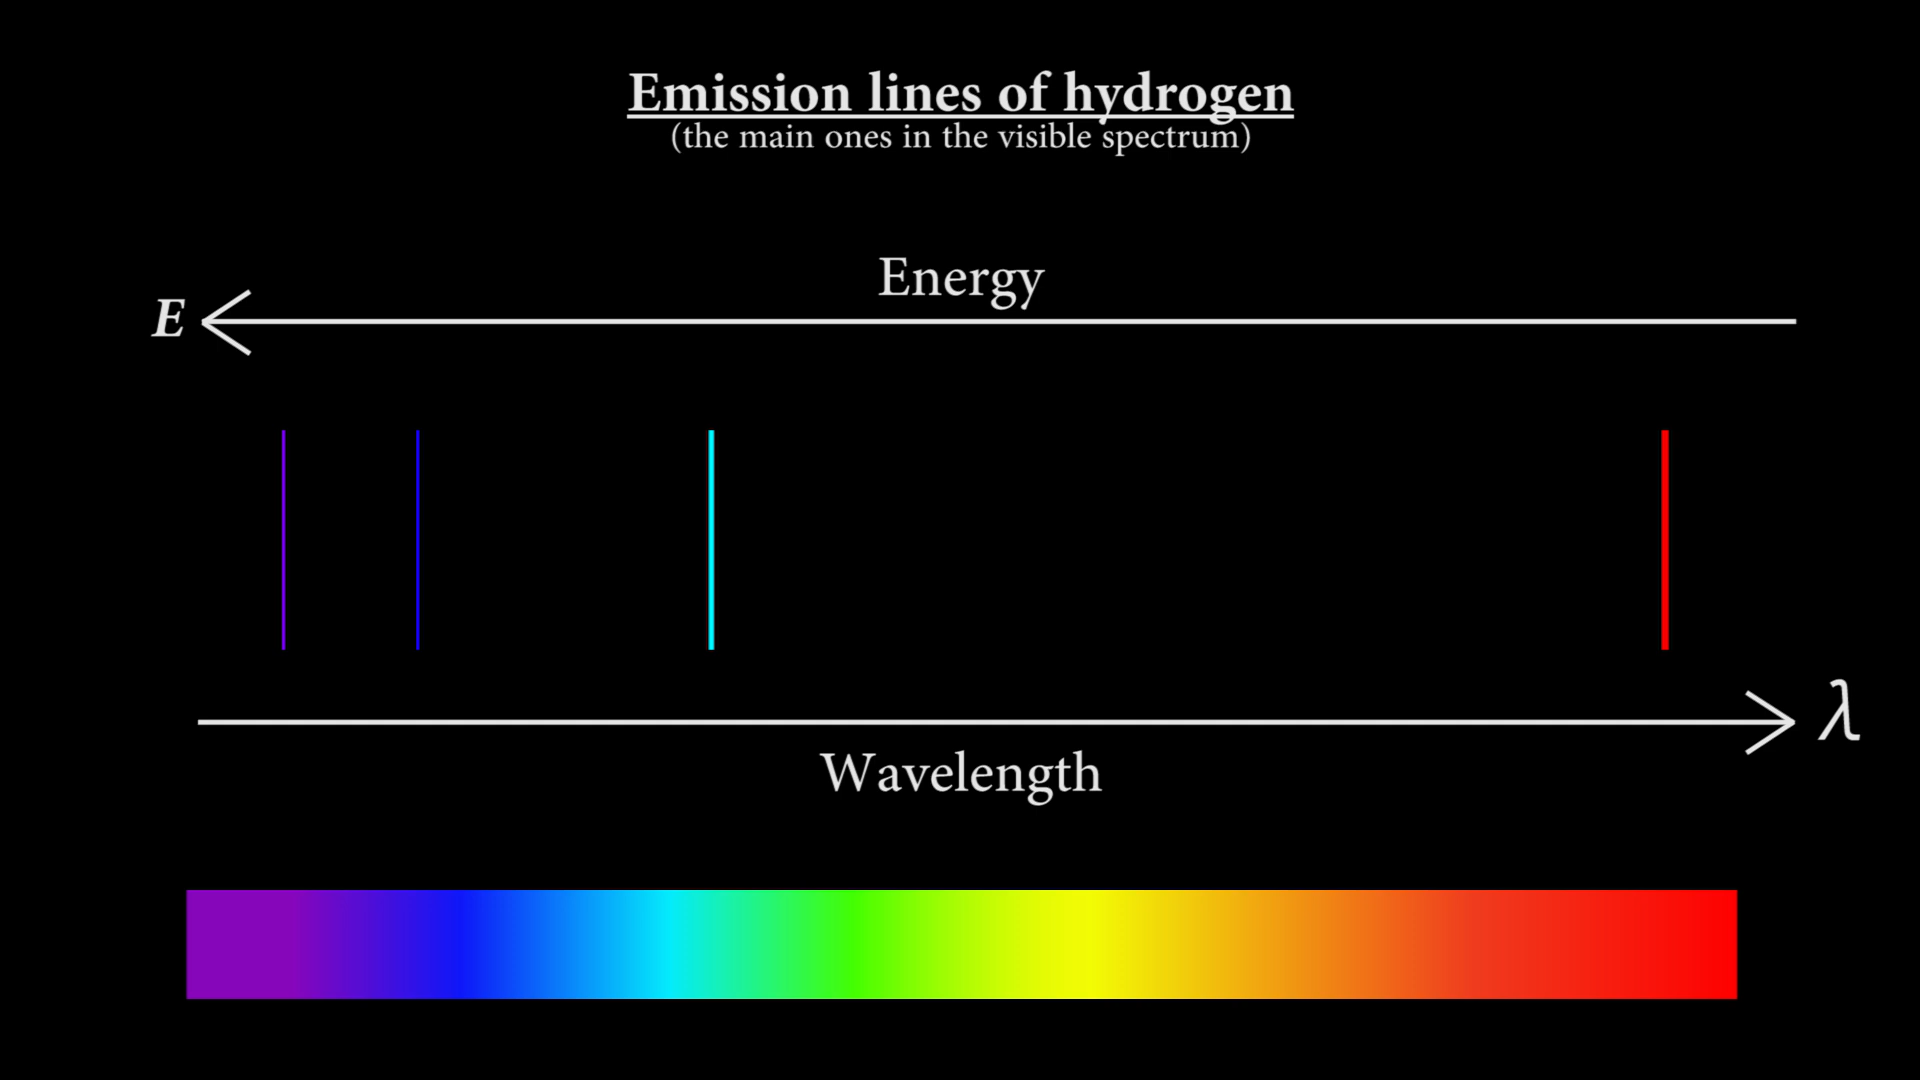 Emission lines of hydrogen
(the main ones in the visible spectrum)
Energy
E
λ
Wavelength